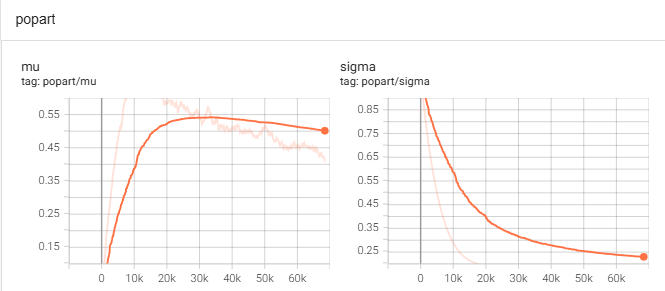 popart
mu
tag: popart/mu
0.55
0.45
0.35
0.25
0.15
0 10k 20k 30k 40k 50k 60k
sigma
tag: popart/sigma
0.85
0.75
0.65
0.55
0.45
0.35
0.25
0 10k 20k 30k 40k 50k 60k